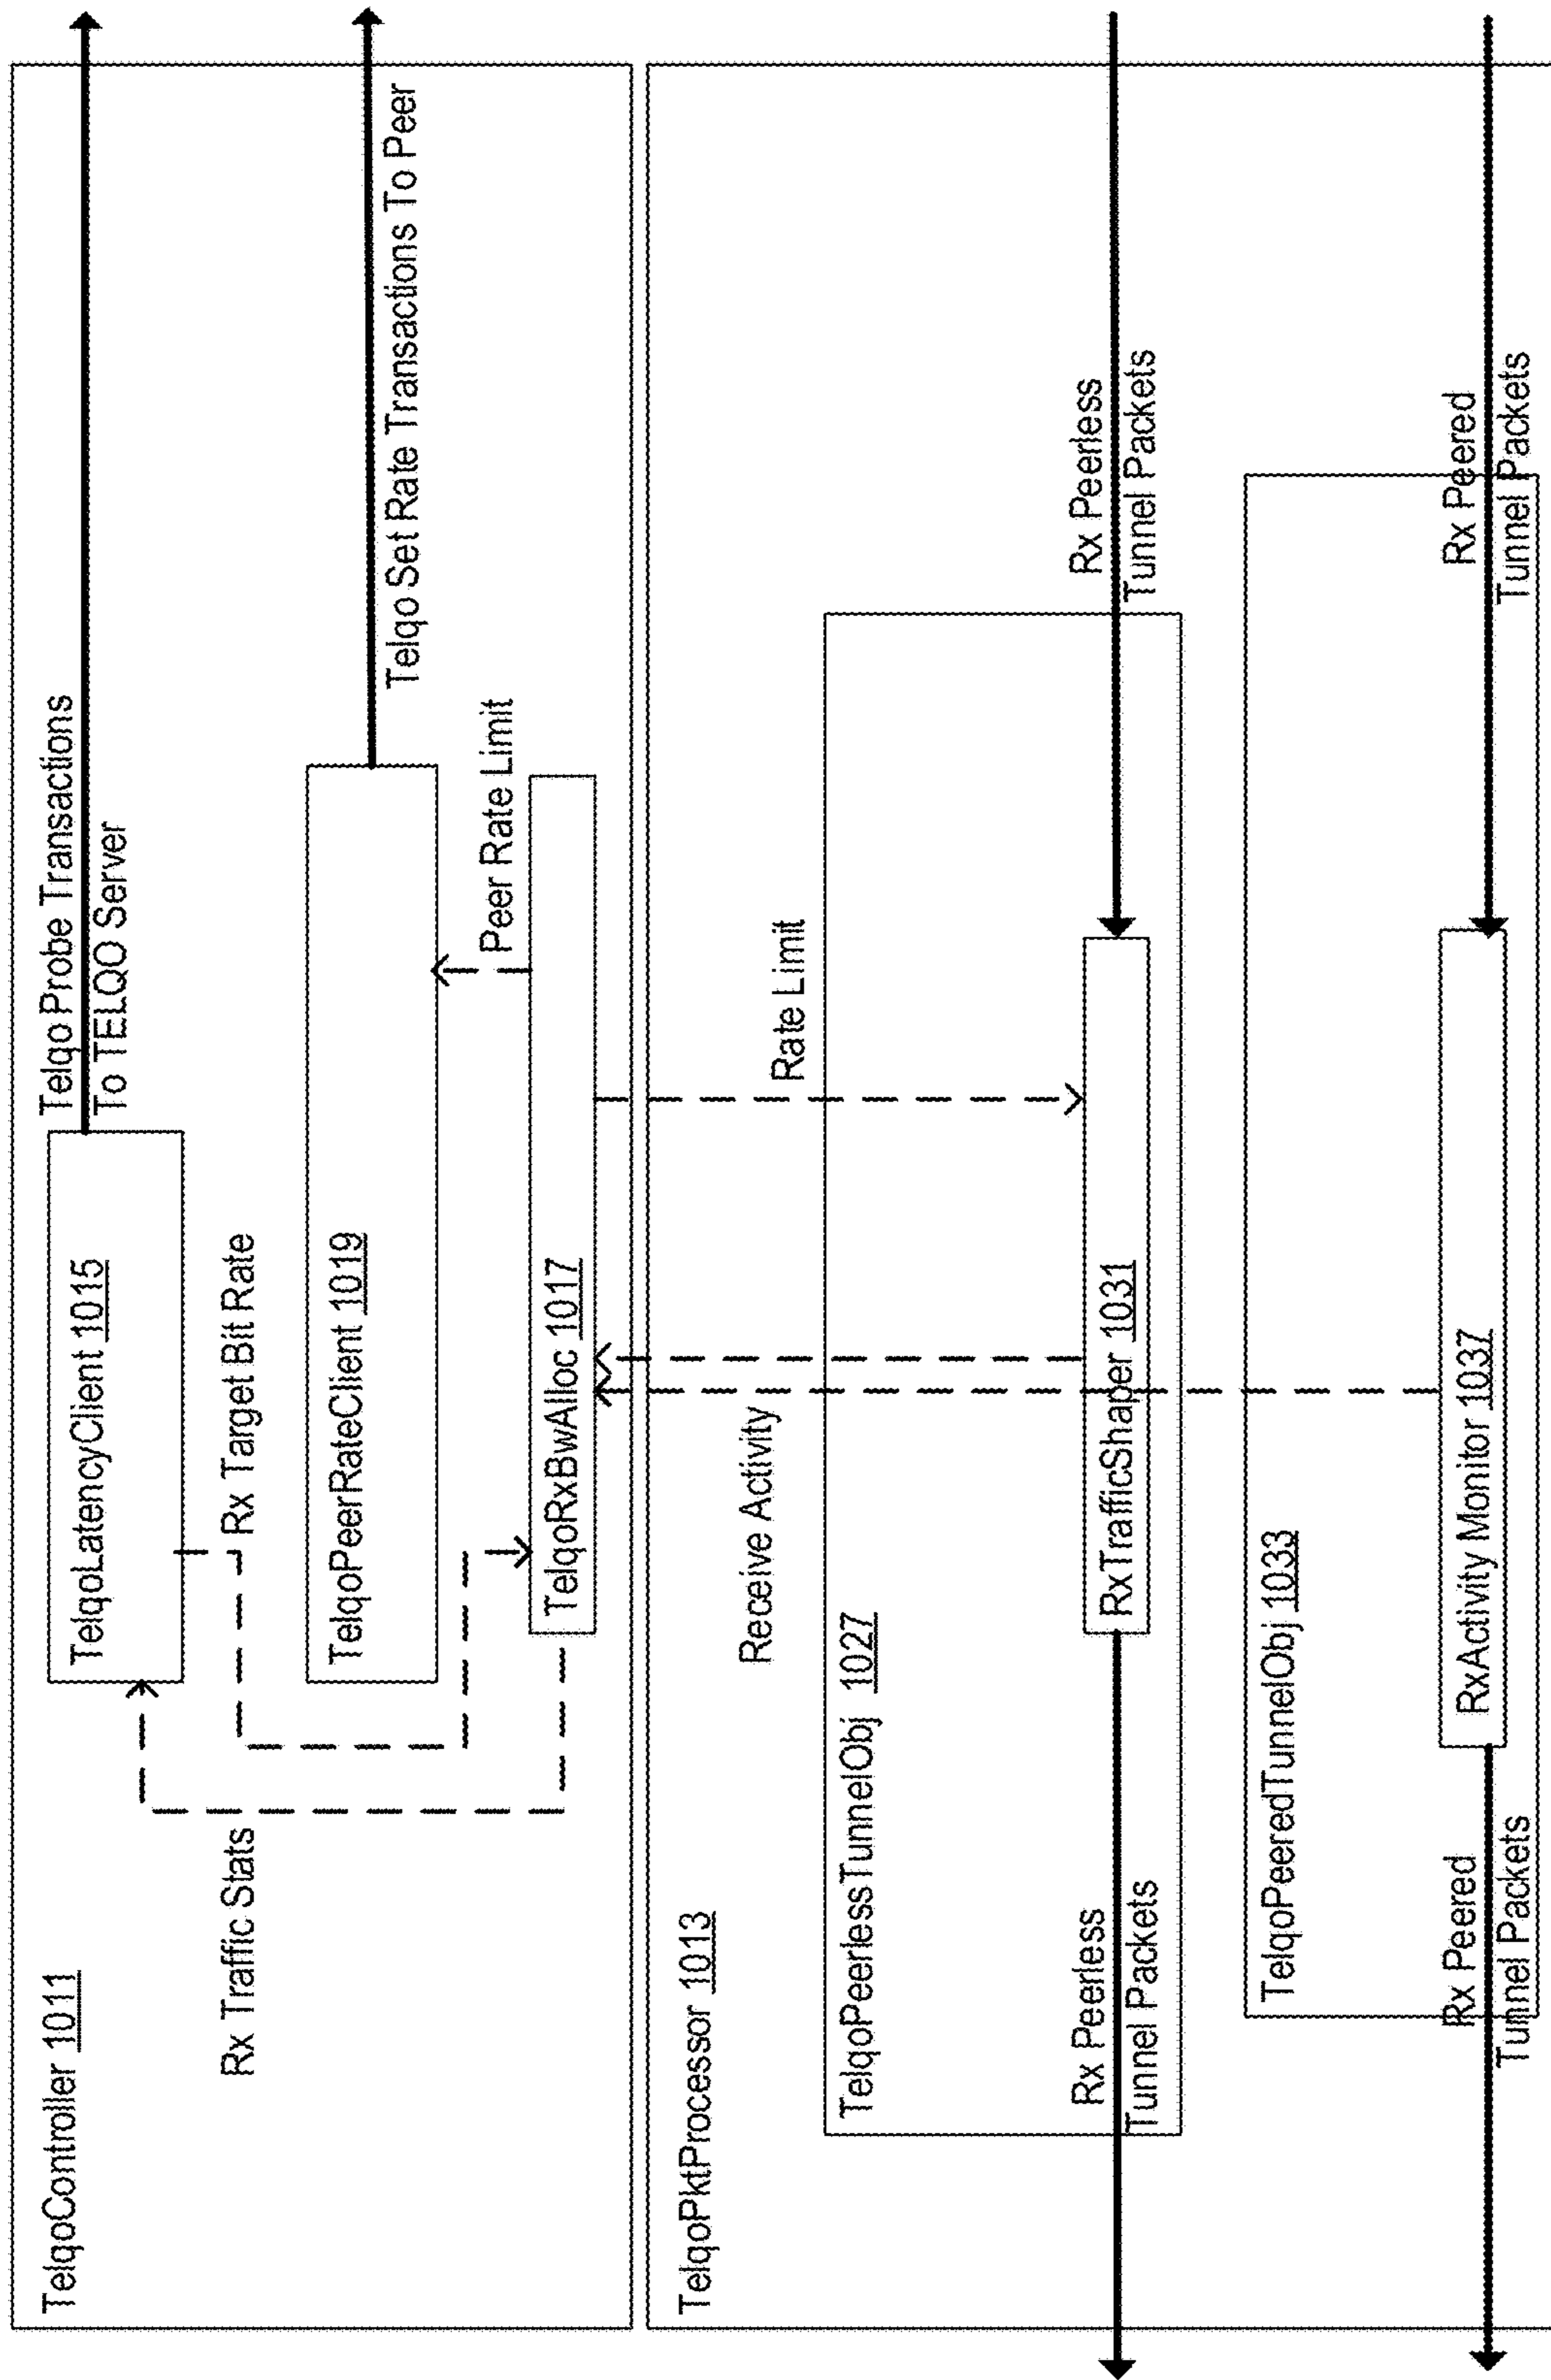 TelqoController 1011
Telqo Probe Transactions
To TELQO Server
TelqoLatencyClient 1015
Rx Target Bit Rate
Rx Traffic Stats
TelqoPeerRateClient 1019
Telqo Set Rate Transactions To Peer
Peer Rate Limit
TelqoRxBwAlloc 1017
TelqoPktProcessor 1013
Receive Activity
Rate Limit
TelqoPeerlessTunnelObj 1027
Rx Peerless
Tunnel Packets
RxTrafficShaper 1031
Rx Peerless
Tunnel Packets
TelqoPeeredTunnelObj 1033
Rx Peered
Tunnel Packets
RxActivity Monitor 1037
Rx Peered
Tunnel Packets